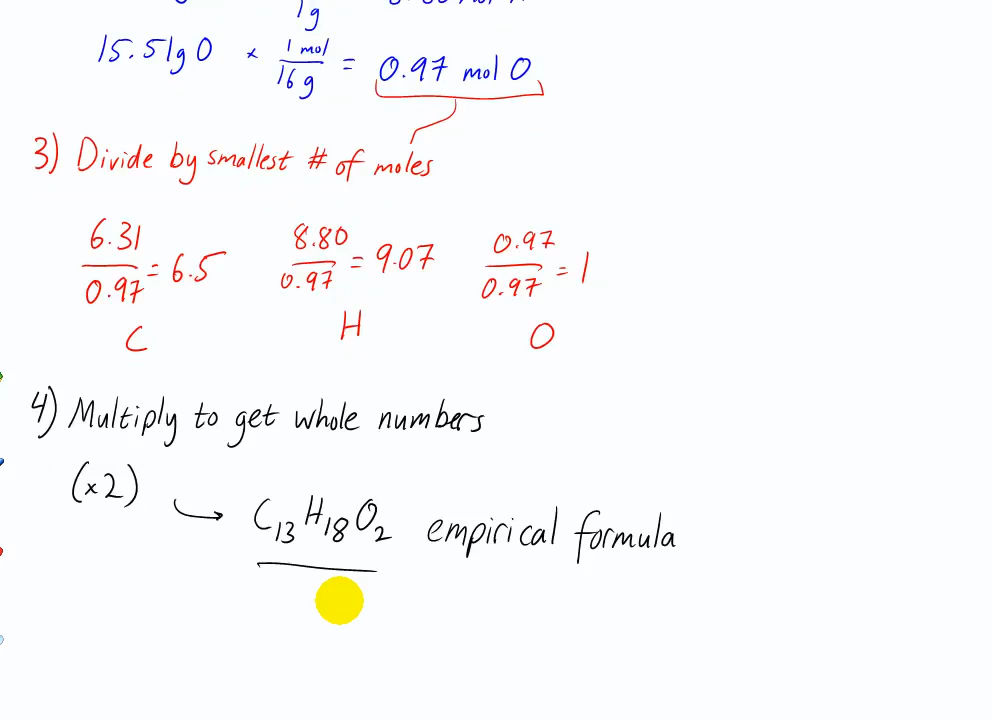 1g
15.51g O × 1 mol/16g = 0.97 mol O
3) Divide by smallest # of moles
6.31/0.97 = 6.5 8.80/0.97 = 9.07 0.97/0.97 = 1
C H O
4) Multiply to get whole numbers
(×2)
C₁₃H₁₈O₂ empirical formula